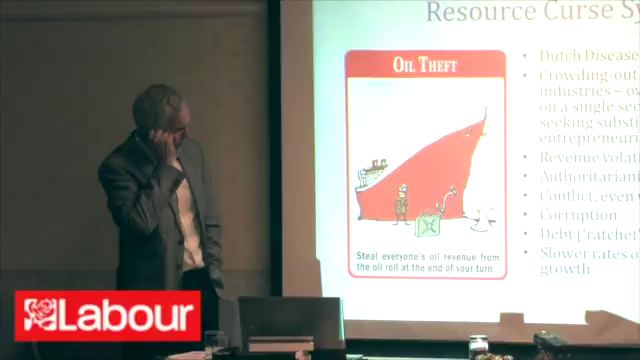 Resource Curse Sy
OIL THEFT
Steal everyone's oil revenue from
the oil roll at the end of your turn.
• Dutch Disease
• Crowding-out
industries – ov
on a single sec
seeking substi
entrepreneuri
• Revenue volati
• Authoritariani
• Conflict, even
• Corruption
• Debt ('ratchet'
• Slower rates o
growth
Labour